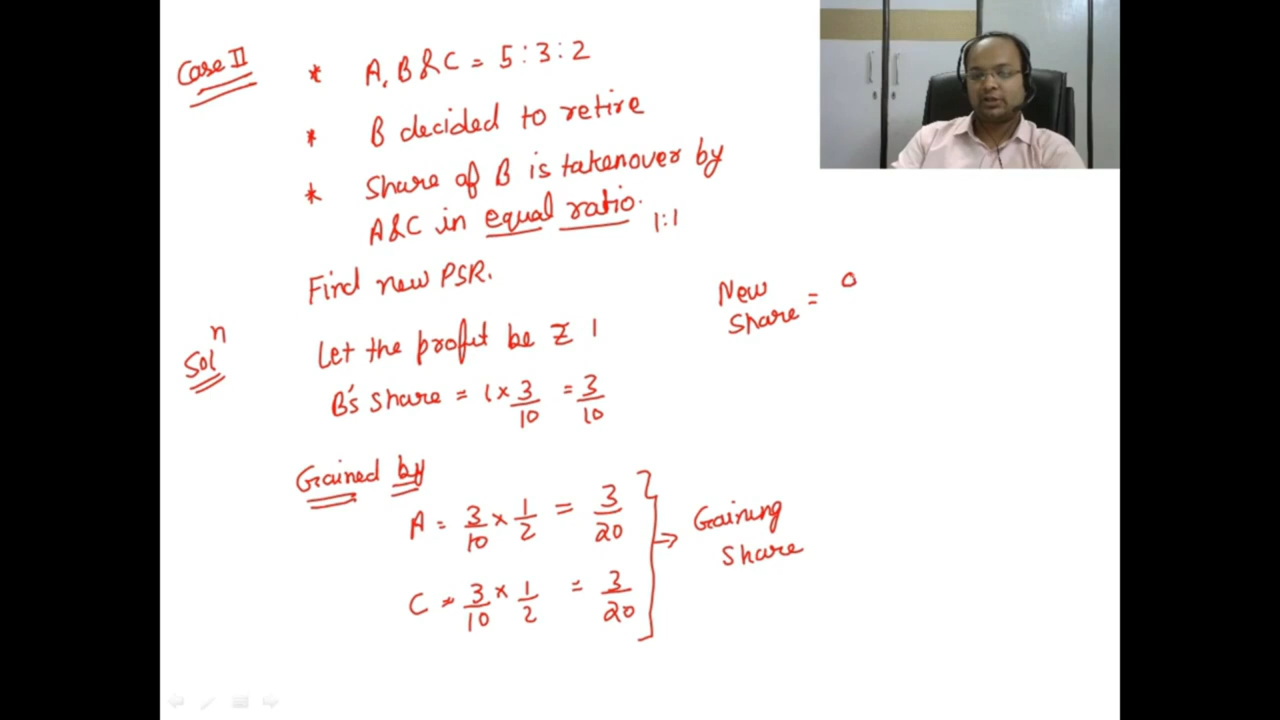 Case II
* A, B & C = 5 : 3 : 2
* B decided to retire
* Share of B is takenover by
A & C in equal ratio. 1:1
Find new PSR.
Solⁿ
Let the profit be ₹ 1
B's share = 1 × 3/10 = 3/10
Gained by
A = 3/10 × 1/2 = 3/20
C = 3/10 × 1/2 = 3/20
→ Gaining
Share
New
Share = 0